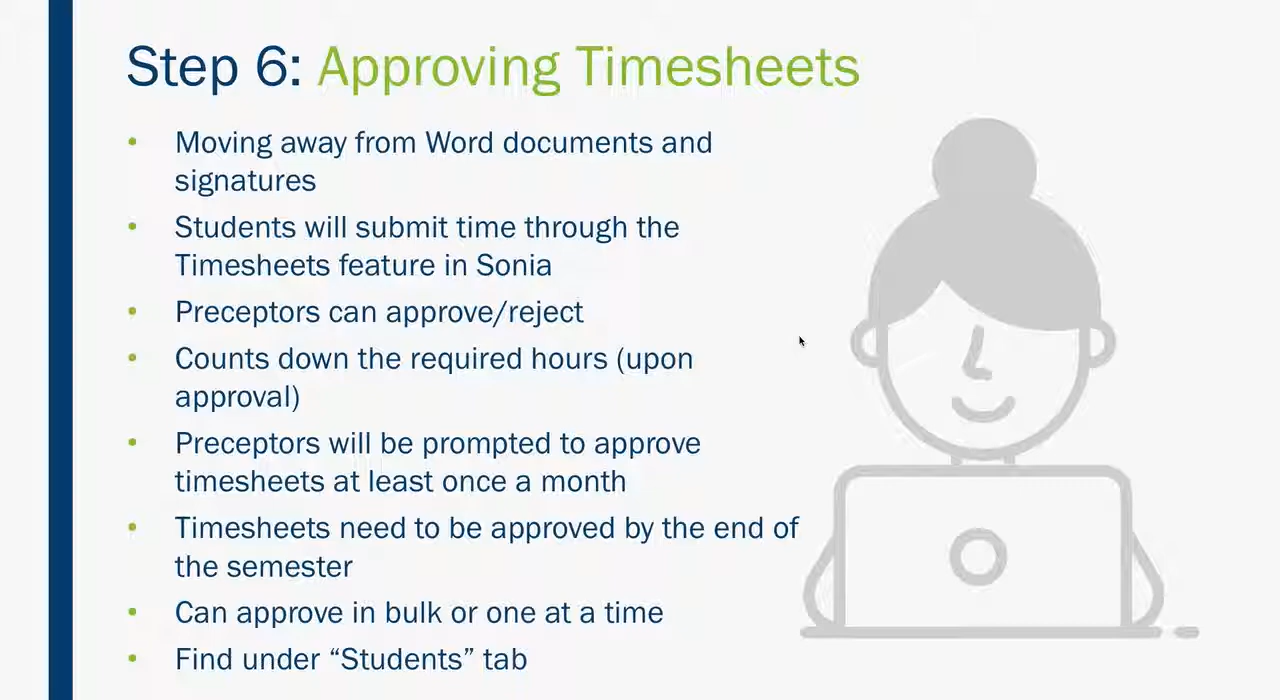 Step 6: Approving Timesheets
• Moving away from Word documents and
signatures
• Students will submit time through the
Timesheets feature in Sonia
• Preceptors can approve/reject
• Counts down the required hours (upon
approval)
• Preceptors will be prompted to approve
timesheets at least once a month
• Timesheets need to be approved by the end of
the semester
• Can approve in bulk or one at a time
• Find under “Students” tab